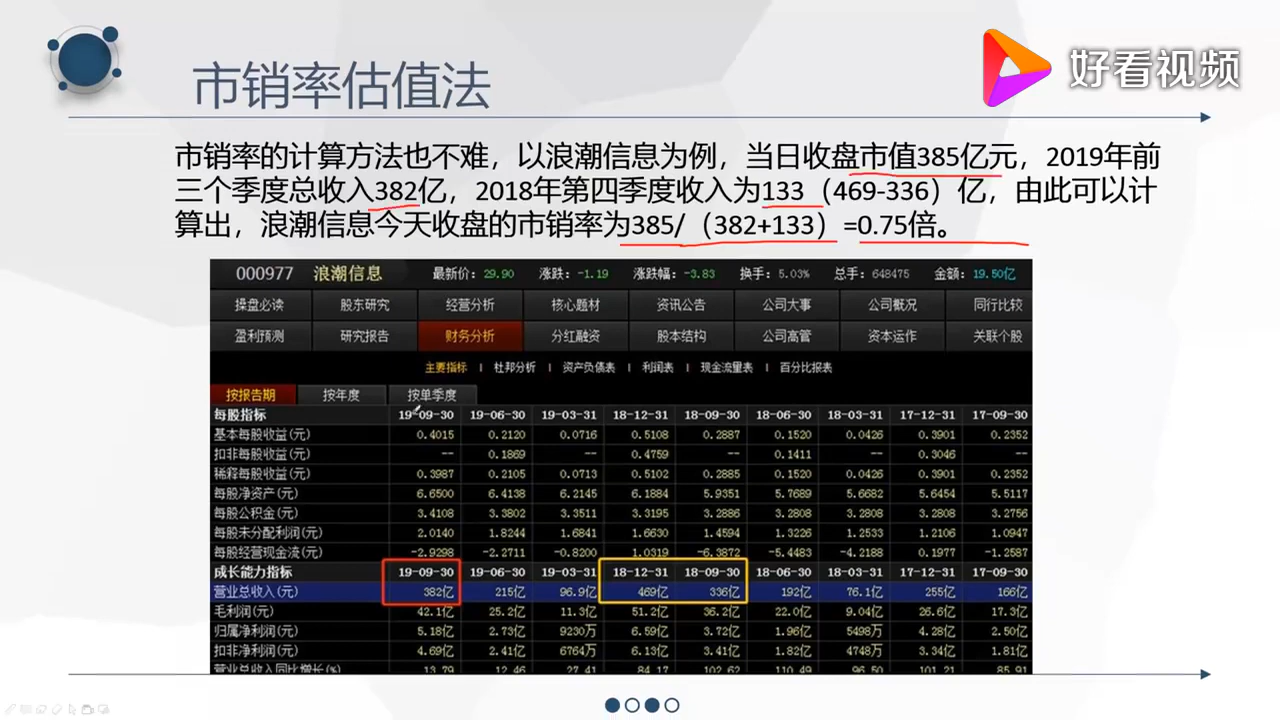 好看视频
市销率估值法
市销率的计算方法也不难，以浪潮信息为例，当日收盘市值385亿元，2019年前
三个季度总收入382亿，2018年第四季度收入为133（469-336）亿，由此可以计
算出，浪潮信息今天收盘的市销率为385/（382+133）=0.75倍。
000977 浪潮信息 最新价：29.90 涨跌：-1.19 涨跌幅：-3.83 换手：5.03% 总手：648475 金额：19.50亿
操盘必读 股东研究 经营分析 核心题材 资讯公告 公司大事 公司概况 同行比较
盈利预测 研究报告 财务分析 分红融资 股本结构 公司高管 资本运作 关联个股
主要指标 | 杜邦分析 | 资产负债表 | 利润表 | 现金流量表 | 百分比报表
按报告期 按年度 按单季度
每股指标 19-09-30 19-06-30 19-03-31 18-12-31 18-09-30 18-06-30 18-03-31 17-12-31 17-09-30
基本每股收益(元) 0.4015 0.2120 0.0716 0.5108 0.2887 0.1520 0.0426 0.3901 0.2352
扣非每股收益(元) -- 0.1869 -- 0.4759 -- 0.1411 -- 0.3046 --
稀释每股收益(元) 0.3987 0.2105 0.0713 0.5102 0.2885 0.1520 0.0426 0.3901 0.2352
每股净资产(元) 6.6500 6.4138 6.2145 6.1884 5.9351 5.7689 5.6682 5.6454 5.5117
每股公积金(元) 3.4108 3.3802 3.3511 3.3195 3.2886 3.2808 3.2808 3.2808 3.2756
每股未分配利润(元) 2.0140 1.8244 1.6841 1.6630 1.4594 1.3226 1.2533 1.2106 1.0947
每股经营现金流(元) -2.9298 -2.2711 -0.8200 1.0319 -6.3872 -5.4483 -4.2188 0.1977 -1.2587
成长能力指标 19-09-30 19-06-30 19-03-31 18-12-31 18-09-30 18-06-30 18-03-31 17-12-31 17-09-30
营业总收入(元) 382亿 215亿 96.9亿 469亿 336亿 192亿 76.1亿 255亿 166亿
毛利润(元) 42.1亿 25.2亿 11.3亿 51.2亿 36.2亿 22.0亿 9.04亿 26.6亿 17.3亿
归属净利润(元) 5.18亿 2.73亿 9230万 6.59亿 3.72亿 1.96亿 5498万 4.28亿 2.50亿
扣非净利润(元) 4.69亿 2.41亿 6764万 6.13亿 3.41亿 1.82亿 4748万 3.34亿 1.81亿
营业总收入同比增长(%) 13.79 12.46 27.41 84.17 102.62 110.49 96.50 101.21 85.91